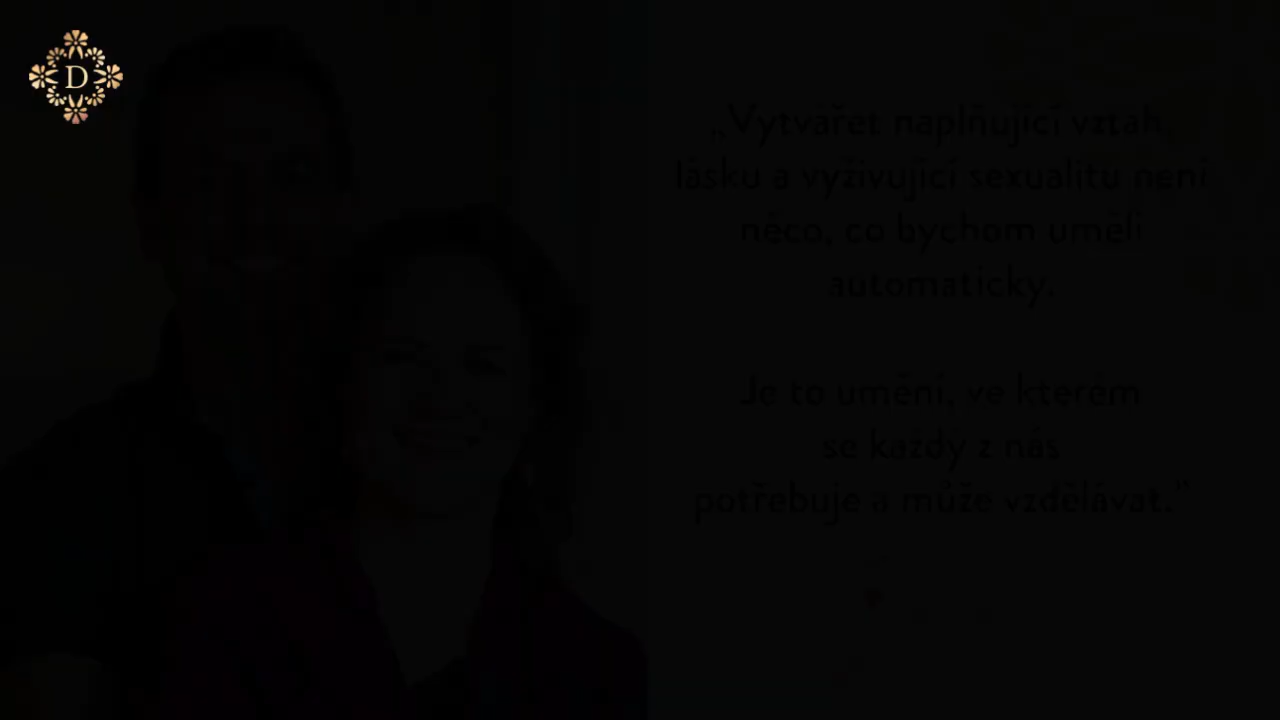 D
„Vytvářet naplňující vztah,
lásku a vyživující sexualitu není
něco, co bychom uměli
automaticky.
Je to umění, ve kterém
se každý z nás
potřebuje a může vzdělávat.“